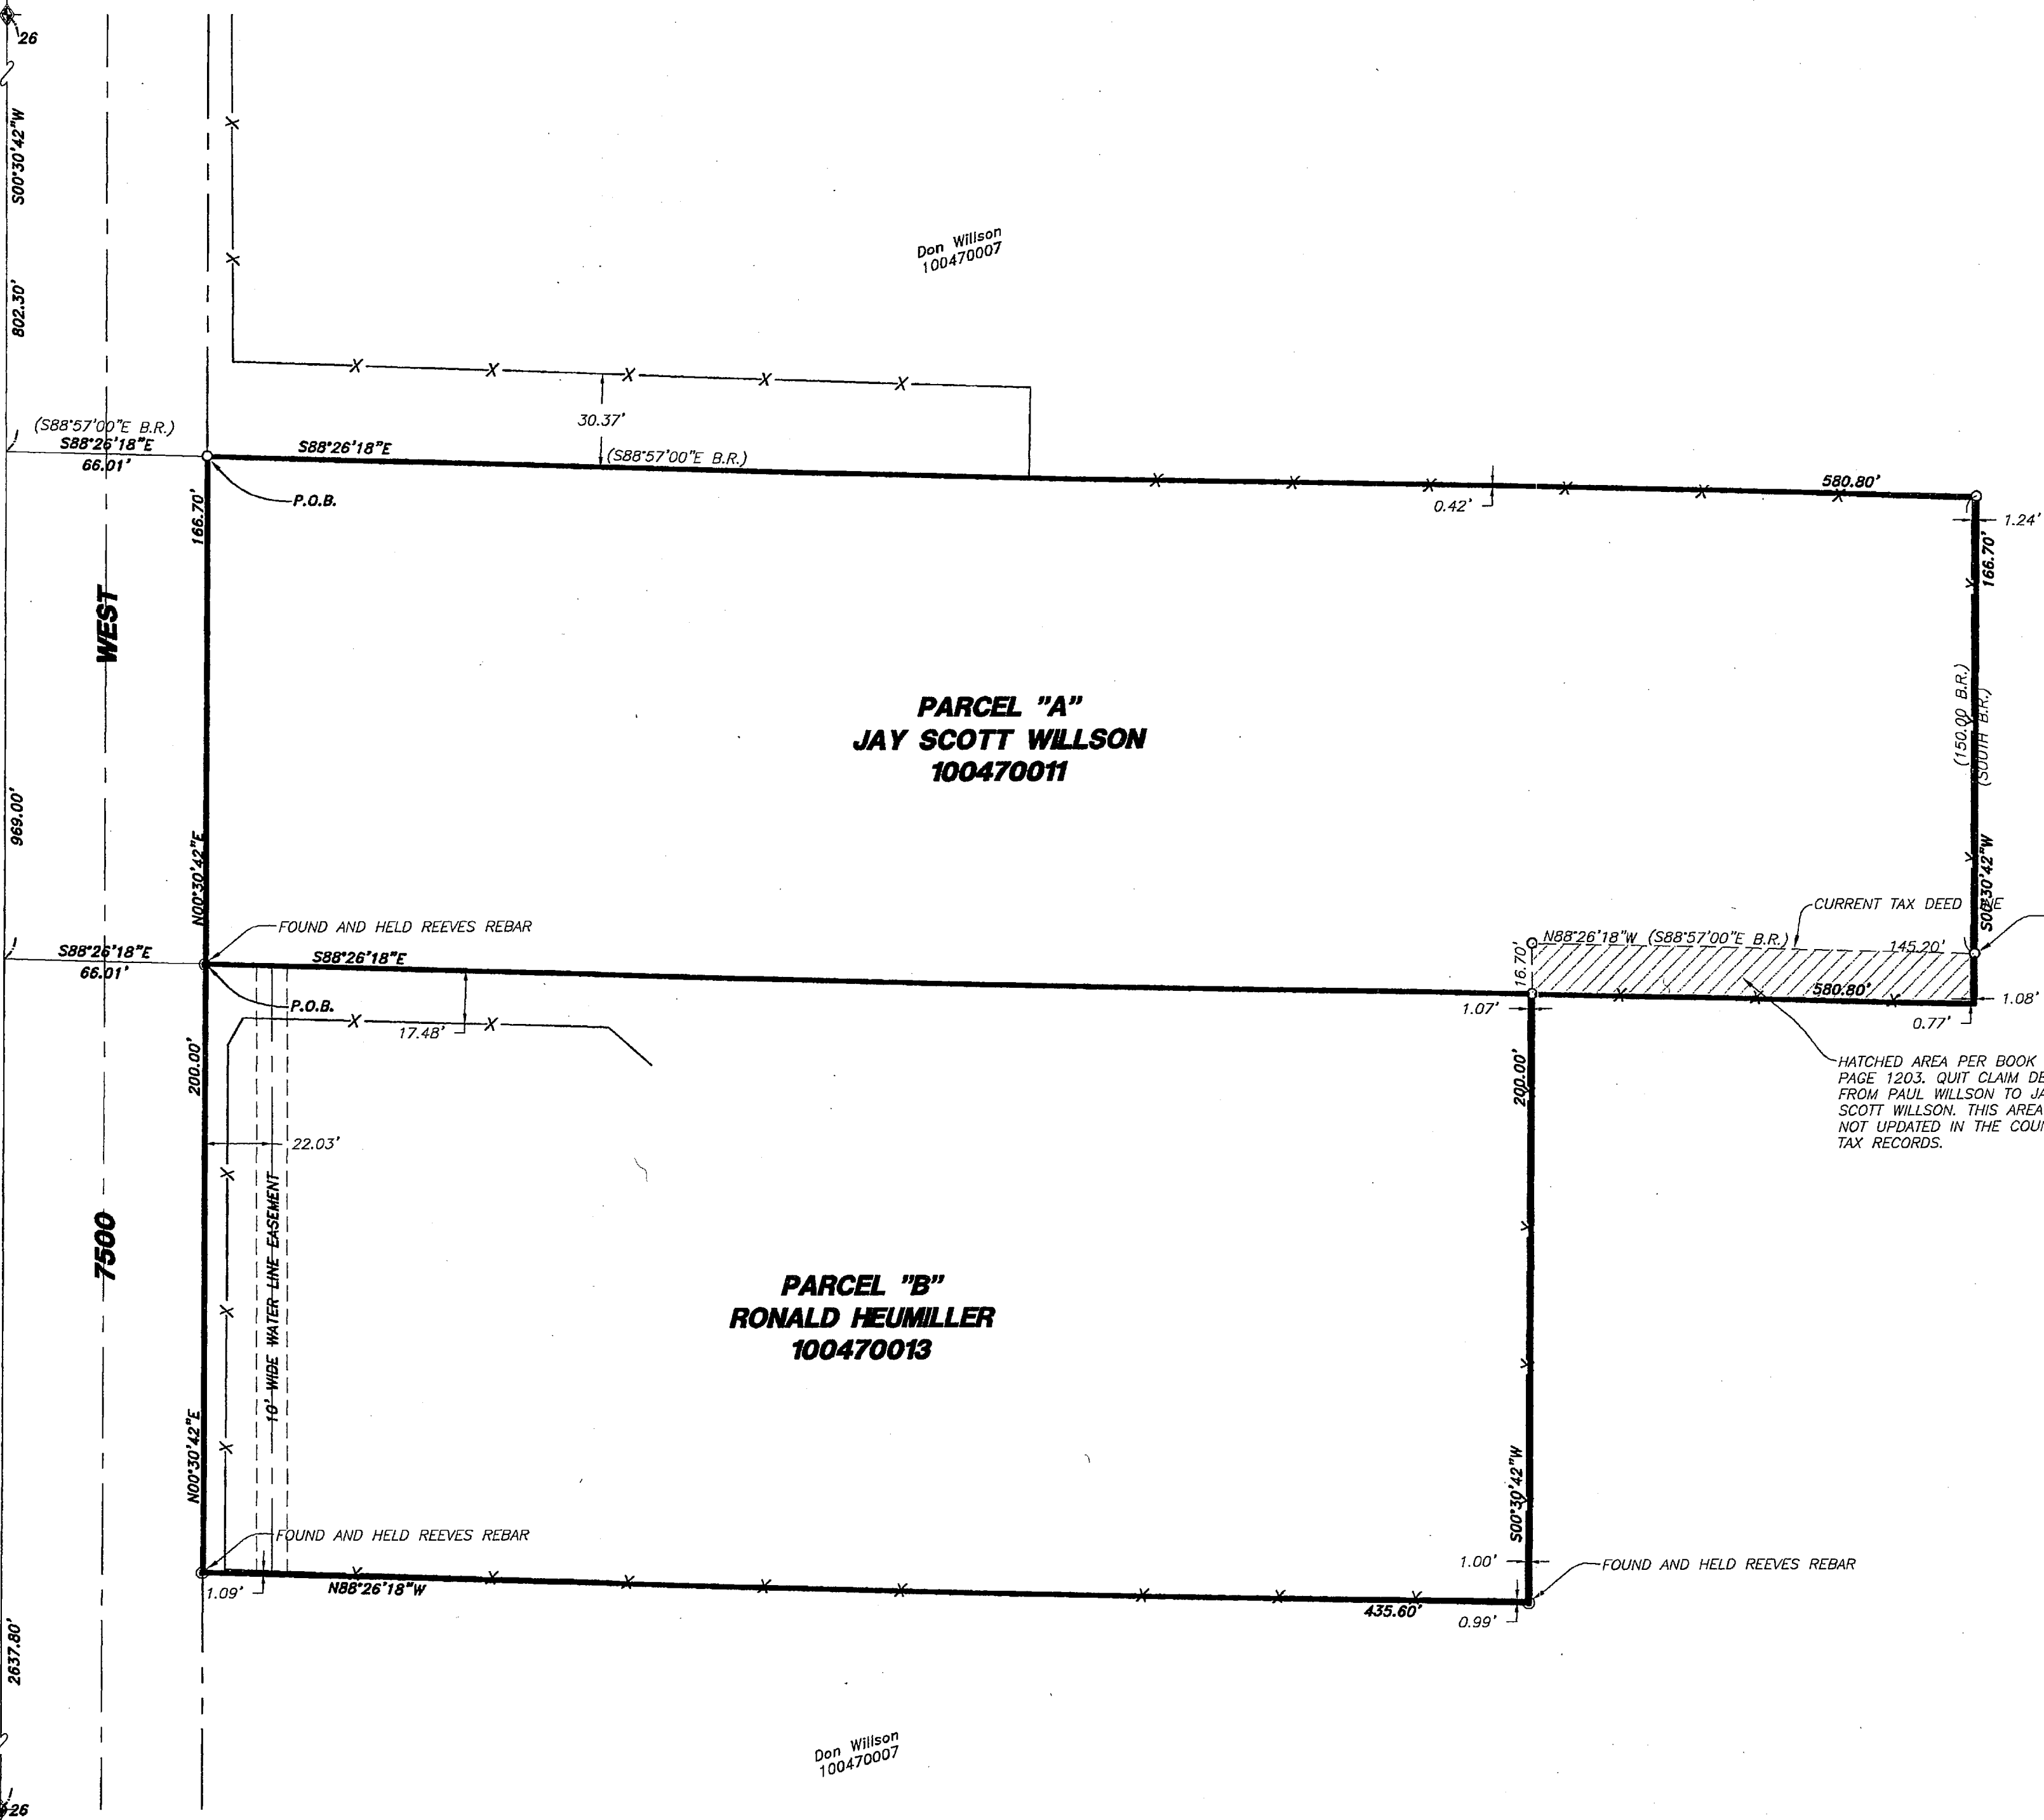 26
S00°30'42"W
802.30'
Don Willson
100470007
30.37'
(S88°57'00"E B.R.)
S88°26'18"E
66.01'
S88°26'18"E
(S88°57'00"E B.R.)
580.80'
0.42'
1.24'
P.O.B.
166.70'
166.70'
WEST
PARCEL "A"
JAY SCOTT WILLSON
100470011
(150.00 B.R.)
(SOUTH B.R.)
969.00'
N00°30'42"E
S00°30'42"W
CURRENT TAX DEED LINE
FOUND AND HELD REEVES REBAR
N88°26'18"W (S88°57'00"E B.R.)
145.20'
16.70'
S88°26'18"E
66.01'
S88°26'18"E
580.80'
1.08'
1.07'
0.77'
P.O.B.
17.48'
200.00'
200.00'
HATCHED AREA PER BOOK
PAGE 1203. QUIT CLAIM DE
FROM PAUL WILLSON TO JA
SCOTT WILLSON. THIS AREA
NOT UPDATED IN THE COU
TAX RECORDS.
22.03'
10' WIDE WATER LINE EASEMENT
7500
PARCEL "B"
RONALD HEUMILLER
100470013
N00°30'42"E
S00°30'42"W
FOUND AND HELD REEVES REBAR
1.00'
FOUND AND HELD REEVES REBAR
1.09'
N88°26'18"W
435.60'
0.99'
2637.80'
Don Willson
100470007
26